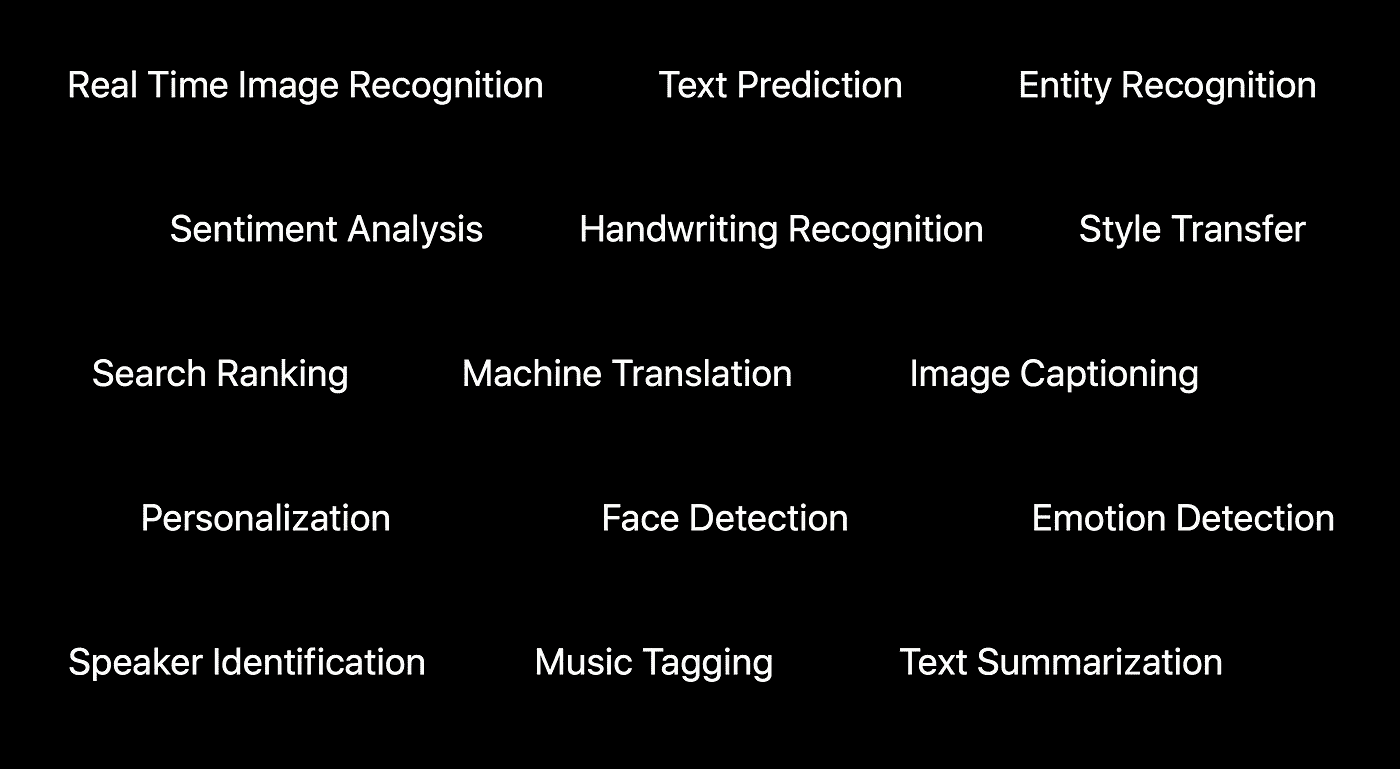 Real Time Image Recognition Text Prediction Entity Recognition
Sentiment Analysis Handwriting Recognition Style Transfer
Search Ranking Machine Translation Image Captioning
Personalization Face Detection Emotion Detection
Speaker Identification Music Tagging Text Summarization